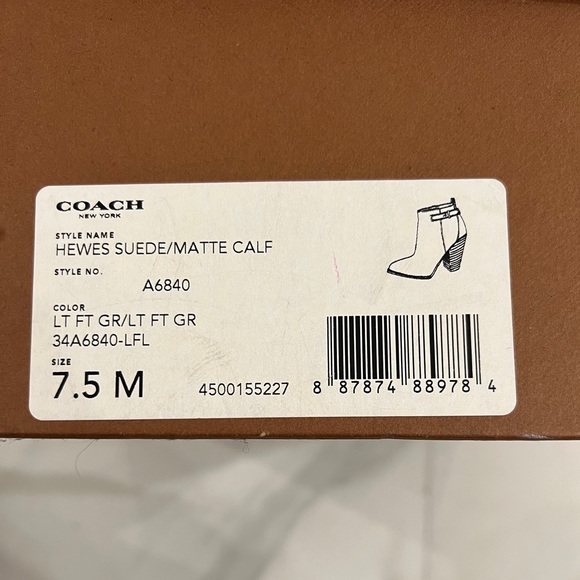 COACH
NEW YORK
STYLE NAME
HEWES SUEDE/MATTE CALF
STYLE NO.
A6840
COLOR
LT FT GR/LT FT GR
34A6840-LFL
SIZE
7.5 M
4500155227
8 87874 88978 4